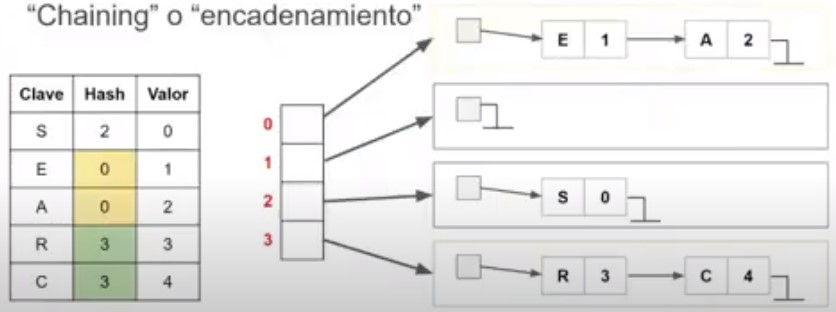 “Chaining” o “encadenamiento”
Clave Hash Valor
S 2 0
E 0 1
A 0 2
R 3 3
C 3 4
0
1
2
3
E 1 A 2
S 0
R 3 C 4